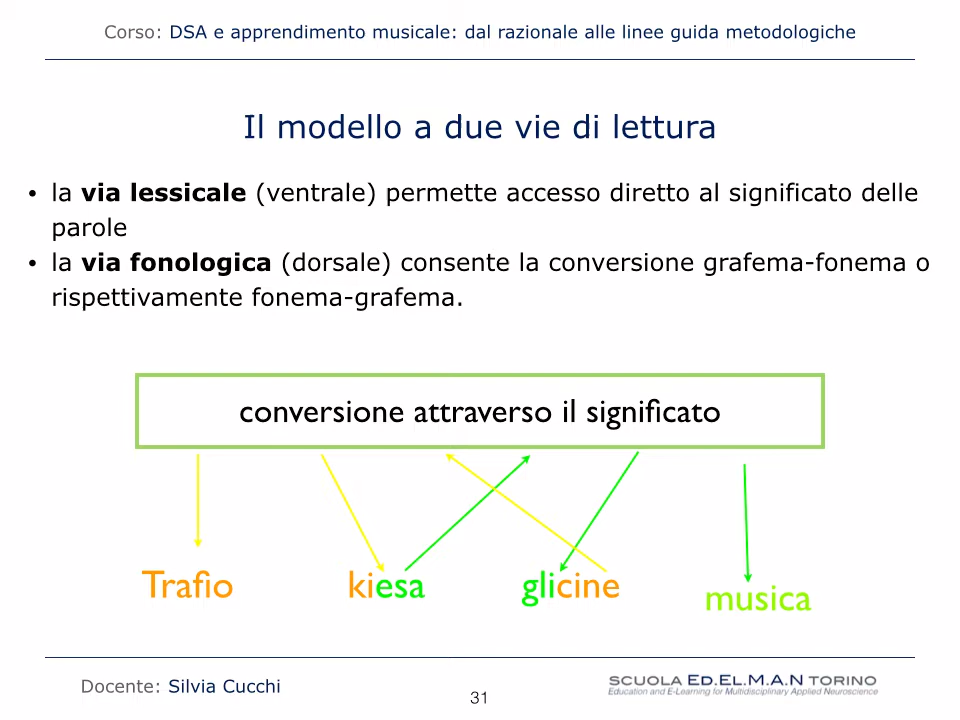 Corso: DSA e apprendimento musicale: dal razionale alle linee guida metodologiche
Il modello a due vie di lettura
• la via lessicale (ventrale) permette accesso diretto al significato delle
parole
• la via fonologica (dorsale) consente la conversione grafema-fonema o
rispettivamente fonema-grafema.
conversione attraverso il significato
Trafio kiesa glicine musica
Docente: Silvia Cucchi
31
SCUOLA ED.EL.M.A.N TORINO
Education and E-Learning for Multidisciplinary Applied Neuroscience